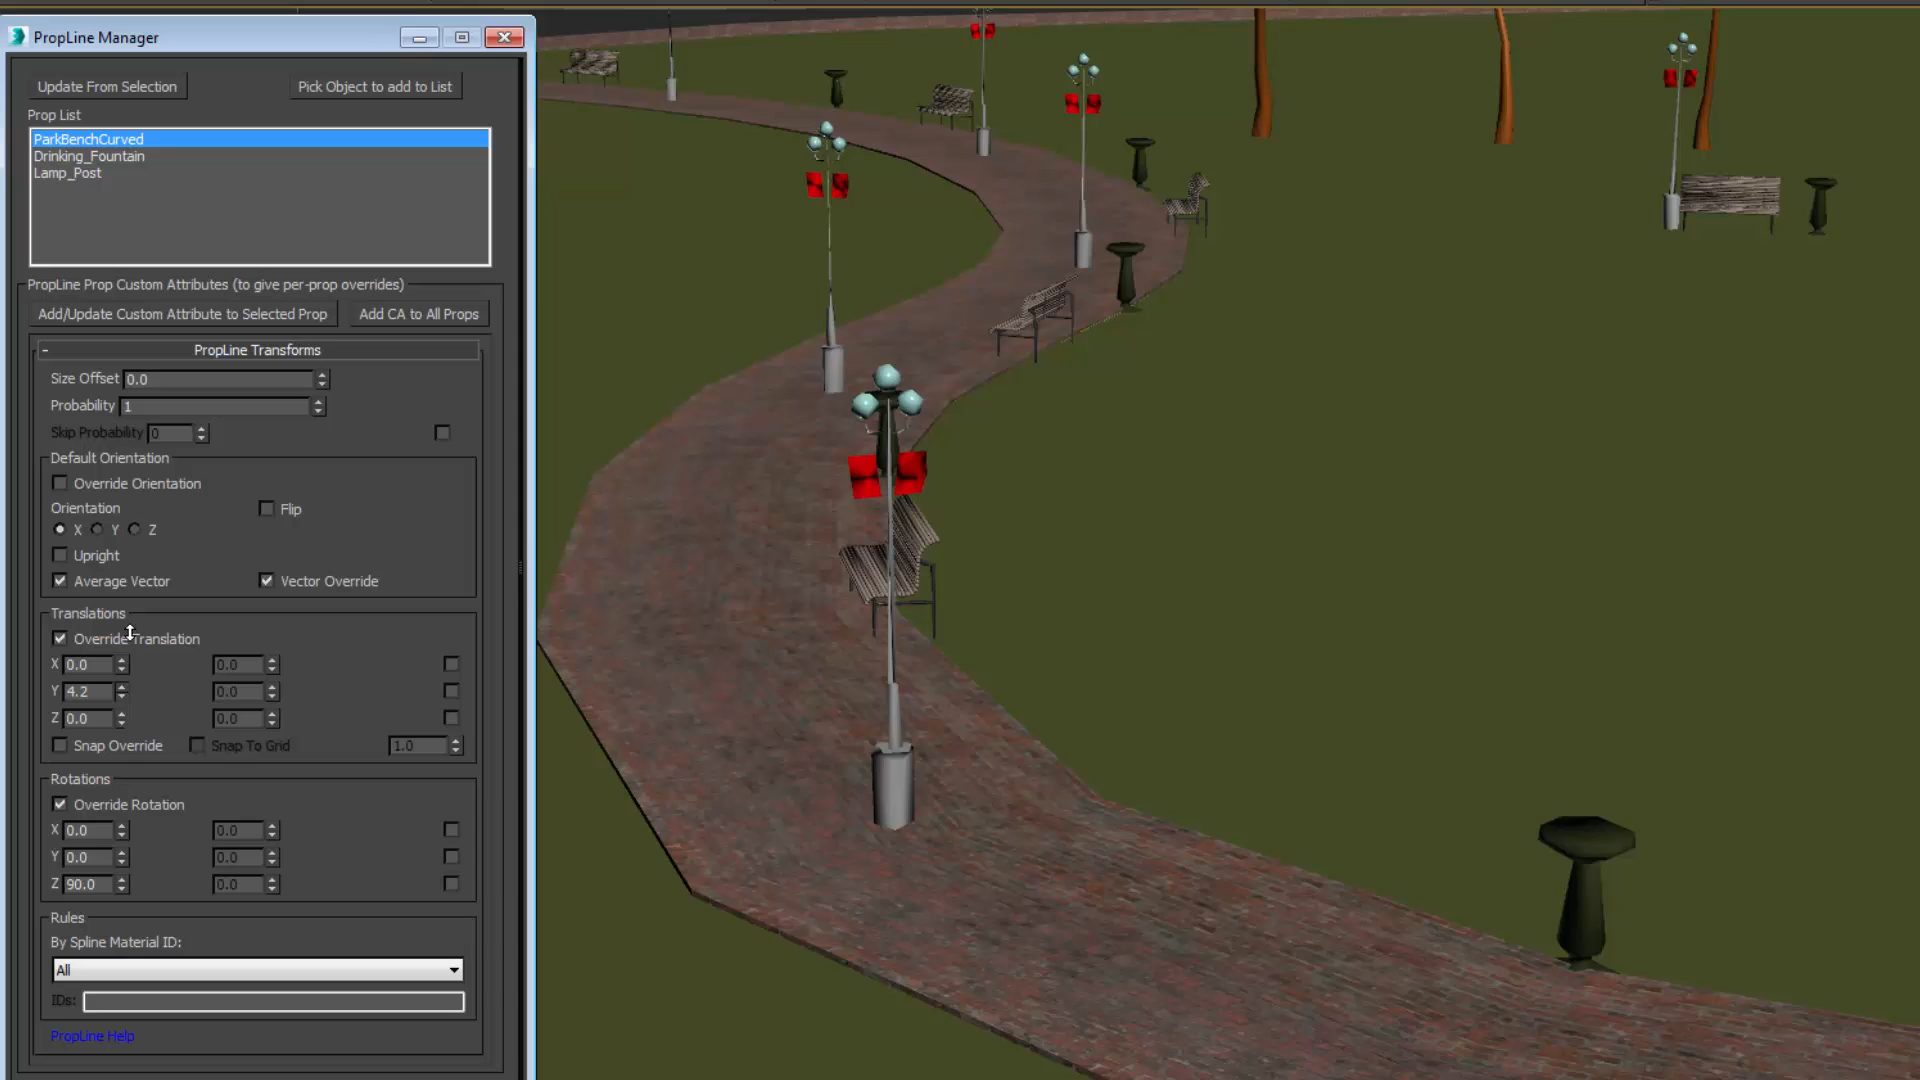 PropLine Manager
Update From Selection
Pick Object to add to List
Prop List
ParkBenchCurved
Drinking_Fountain
Lamp_Post
PropLine Prop Custom Attributes (to give per-prop overrides)
Add/Update Custom Attribute to Selected Prop
Add CA to All Props
- PropLine Transforms
Size Offset 0.0
Probability 1
Skip Probability 0
Default Orientation
Override Orientation
Orientation
Flip
X Y Z
Upright
Average Vector
Vector Override
Translations
Override Translation
X 0.0 0.0
Y 4.2 0.0
Z 0.0 0.0
Snap Override Snap To Grid 1.0
Rotations
Override Rotation
X 0.0 0.0
Y 0.0 0.0
Z 90.0 0.0
Rules
By Spline Material ID:
All
IDs:
PropLine Help